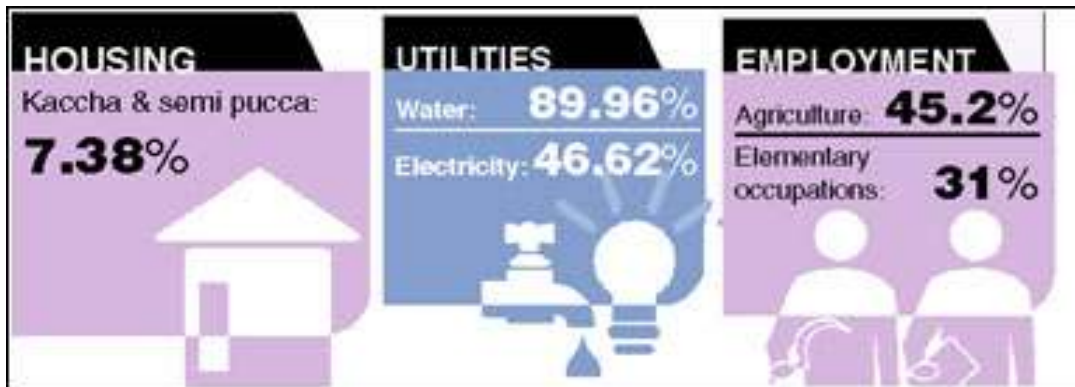 HOUSING
Kaccha & semi pucca:
7.38%
UTILITIES
Water: 89.96%
Electricity: 46.62%
EMPLOYMENT
Agriculture: 45.2%
Elementary
occupations: 31%